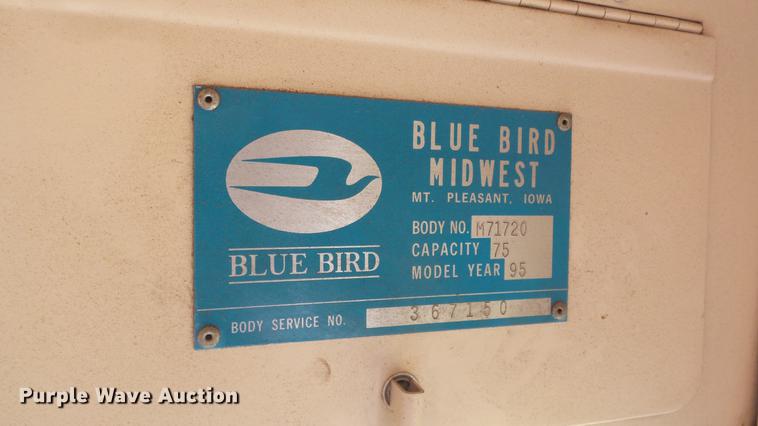 BLUE BIRD
MIDWEST
MT. PLEASANT, IOWA
BODY NO. M71720
CAPACITY 75
MODEL YEAR 95
BLUE BIRD
BODY SERVICE NO. 367150
Purple Wave Auction